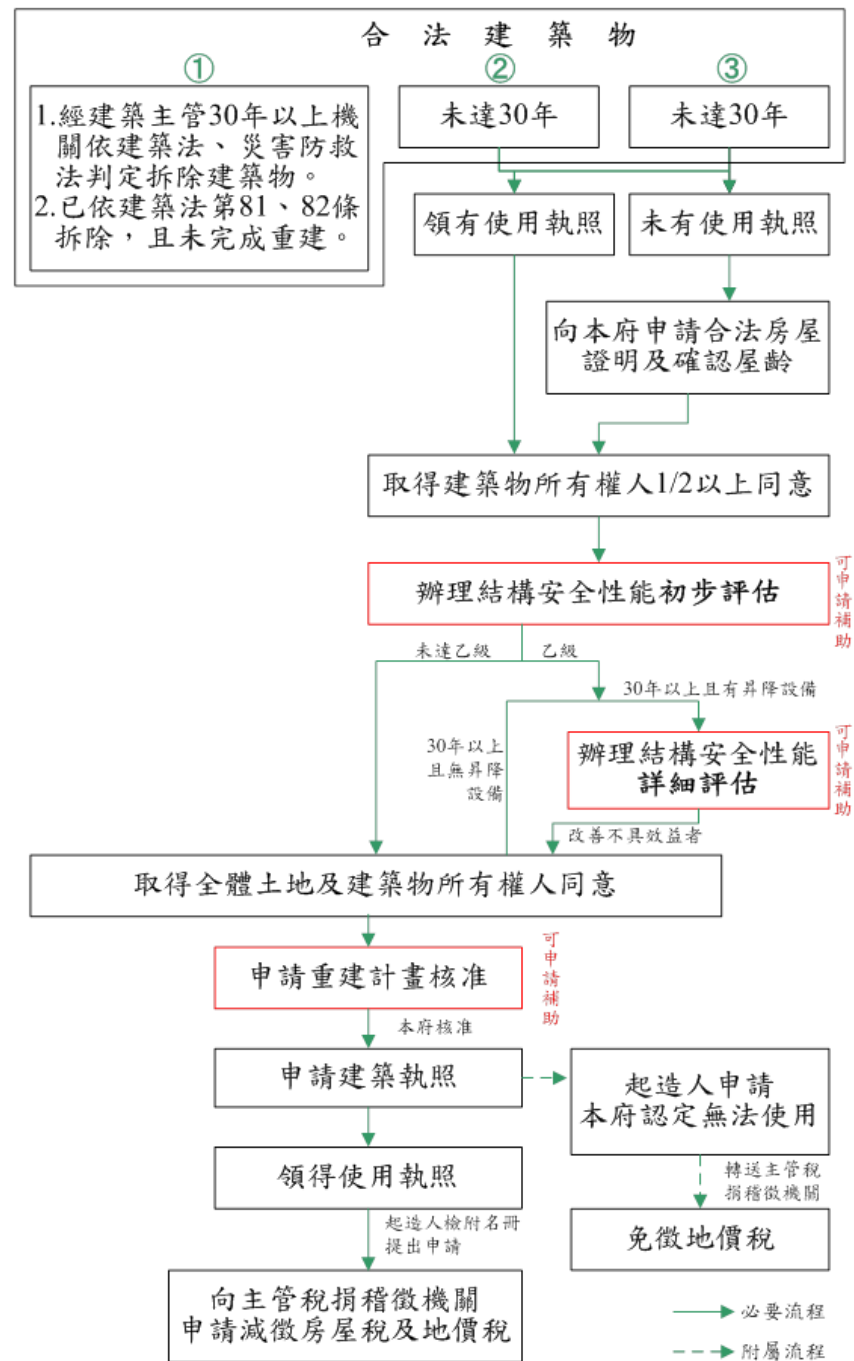 合法建築物
①
②
③
1.經建築主管30年以上機
關依建築法、災害防救
法判定拆除建築物。
2.已依建築法第81、82條
拆除，且未完成重建。
未達30年
未達30年
領有使用執照
未有使用執照
向本府申請合法房屋
證明及確認屋齡
取得建築物所有權人1/2以上同意
辦理結構安全性能初步評估
可申請補助
未達乙級
乙級
30年以上且有昇降設備
30年以上
且無昇降
設備
辦理結構安全性能
詳細評估
可申請補助
改善不具效益者
取得全體土地及建築物所有權人同意
申請重建計畫核准
可申請補助
本府核准
申請建築執照
起造人申請
本府認定無法使用
領得使用執照
轉送主管稅
捐稽徵機關
起造人檢附名冊
提出申請
免徵地價稅
向主管稅捐稽徵機關
申請減徵房屋稅及地價稅
必要流程
附屬流程